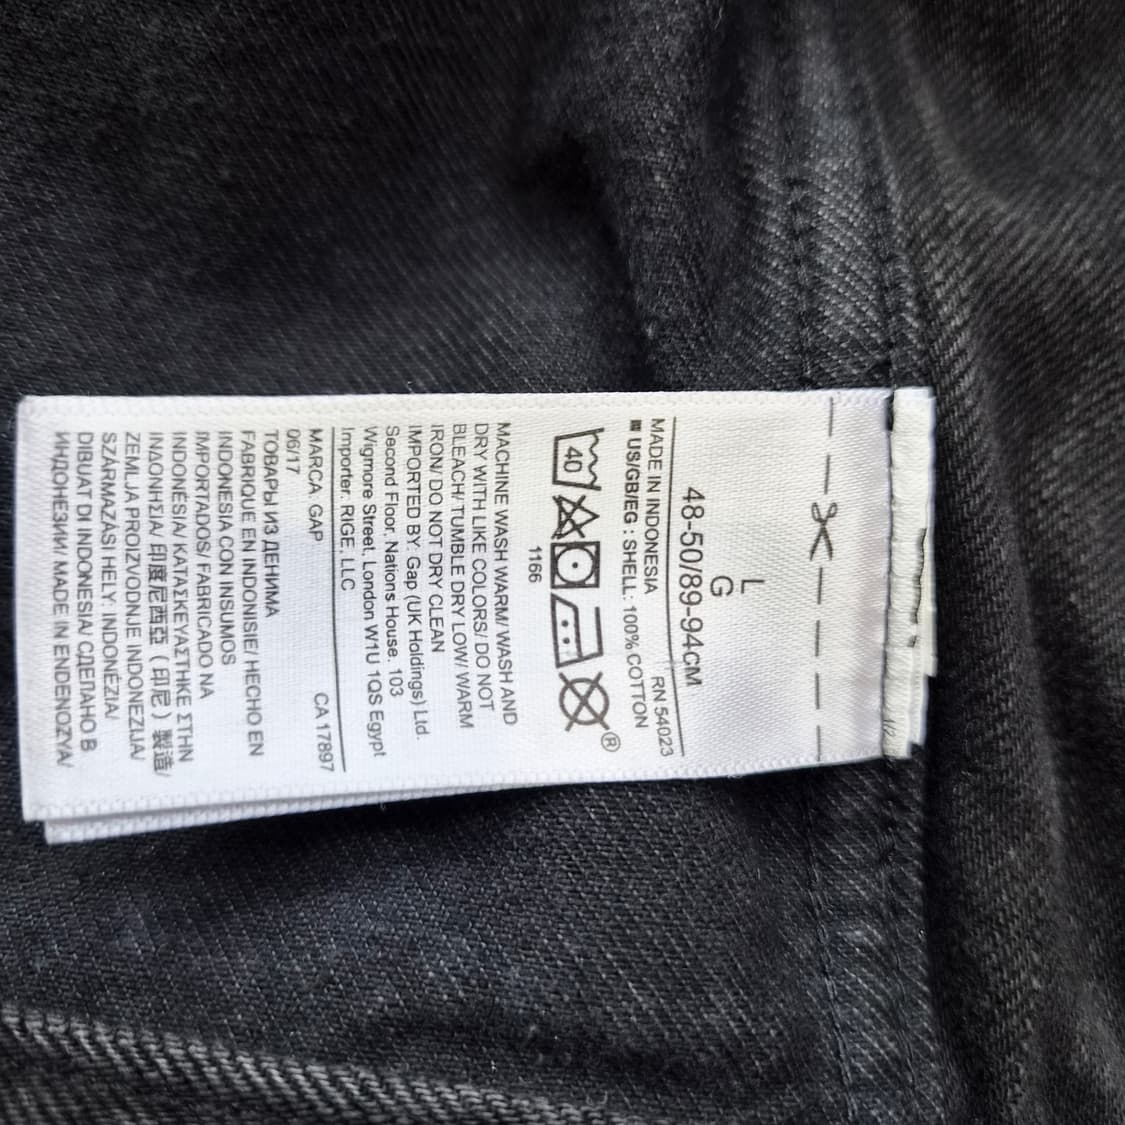 L
G
48-50/89-94CM
MADE IN INDONESIA RN 54023
■ US/GB/EG : SHELL: 100% COTTON
40
®
1166
MACHINE WASH WARM/ WASH AND
DRY WITH LIKE COLORS/ DO NOT
BLEACH/ TUMBLE DRY LOW/ WARM
IRON/ DO NOT DRY CLEAN
IMPORTED BY: Gap (UK Holdings) Ltd.
Second Floor, Nations House, 103
Wigmore Street, London W1U 1QS Egypt
Importer: RIGE, LLC
MARCA: GAP CA 17897
06/17
ТОВАРЫ ИЗ ДЕНИМА
FABRIQUE EN INDONISIE/ HECHO EN
INDONESIA CON INSUMOS
IMPORTADOS/ FABRICADO NA
INDONÉSIA/ ΚΑΤΑΣΚΕΥΑΣΤΗΚΕ ΣΤΗΝ
ΙΝΔΟΝΗΣΙΑ/ 印度尼西亞 ( 印尼 ) 製造/
ZEMLJA PROIZVODNJE INDONEZIJA/
SZÁRMAZÁSI HELY: INDONÉZIA/
DIBUAT DI INDONESIA/ СДЕЛАНО В
ИНДОНЕЗИИ/ MADE IN ENDENOZYA/